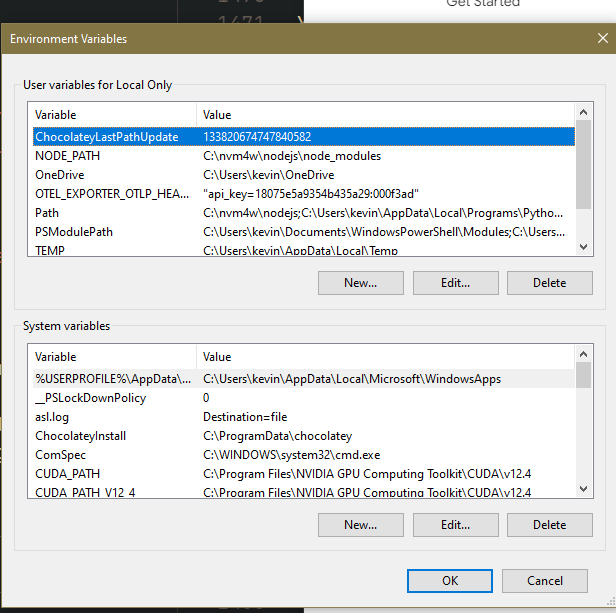 Get Started
1471
Environment Variables
User variables for Local Only
Variable Value
ChocolateyLastPathUpdate 133820674747840582
NODE_PATH C:\nvm4w\nodejs\node_modules
OneDrive C:\Users\kevin\OneDrive
OTEL_EXPORTER_OTLP_HEA... "api_key=18075e5a9354b435a29:000f3ad"
Path C:\nvm4w\nodejs;C:\Users\kevin\AppData\Local\Programs\Pytho...
PSModulePath C:\Users\kevin\Documents\WindowsPowerShell\Modules;C:\Users...
TEMP C:\Users\kevin\AppData\Local\Temp
New... Edit... Delete
System variables
Variable Value
%USERPROFILE%\AppData\... C:\Users\kevin\AppData\Local\Microsoft\WindowsApps
__PSLockDownPolicy 0
asl.log Destination=file
ChocolateyInstall C:\ProgramData\chocolatey
ComSpec C:\WINDOWS\system32\cmd.exe
CUDA_PATH C:\Program Files\NVIDIA GPU Computing Toolkit\CUDA\v12.4
CUDA_PATH_V12_4 C:\Program Files\NVIDIA GPU Computing Toolkit\CUDA\v12.4
New... Edit... Delete
OK Cancel